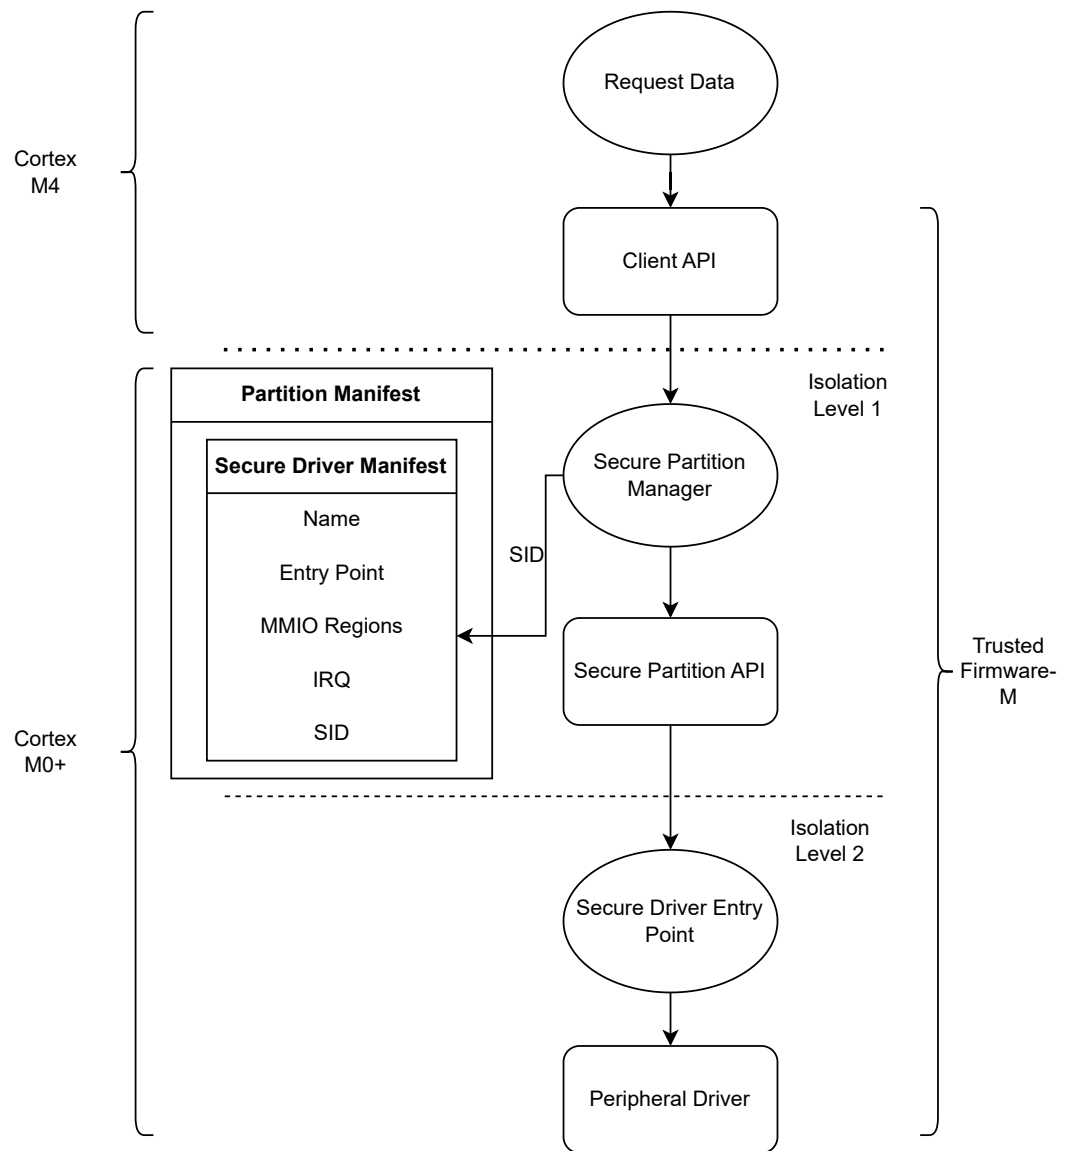 Request Data
Cortex
M4
Client API
Isolation
Level 1
Partition Manifest
Secure Driver Manifest
Name
Entry Point
MMIO Regions
IRQ
SID
SID
Secure Partition
Manager
Secure Partition API
Trusted
Firmware-
M
Cortex
M0+
Isolation
Level 2
Secure Driver Entry
Point
Peripheral Driver